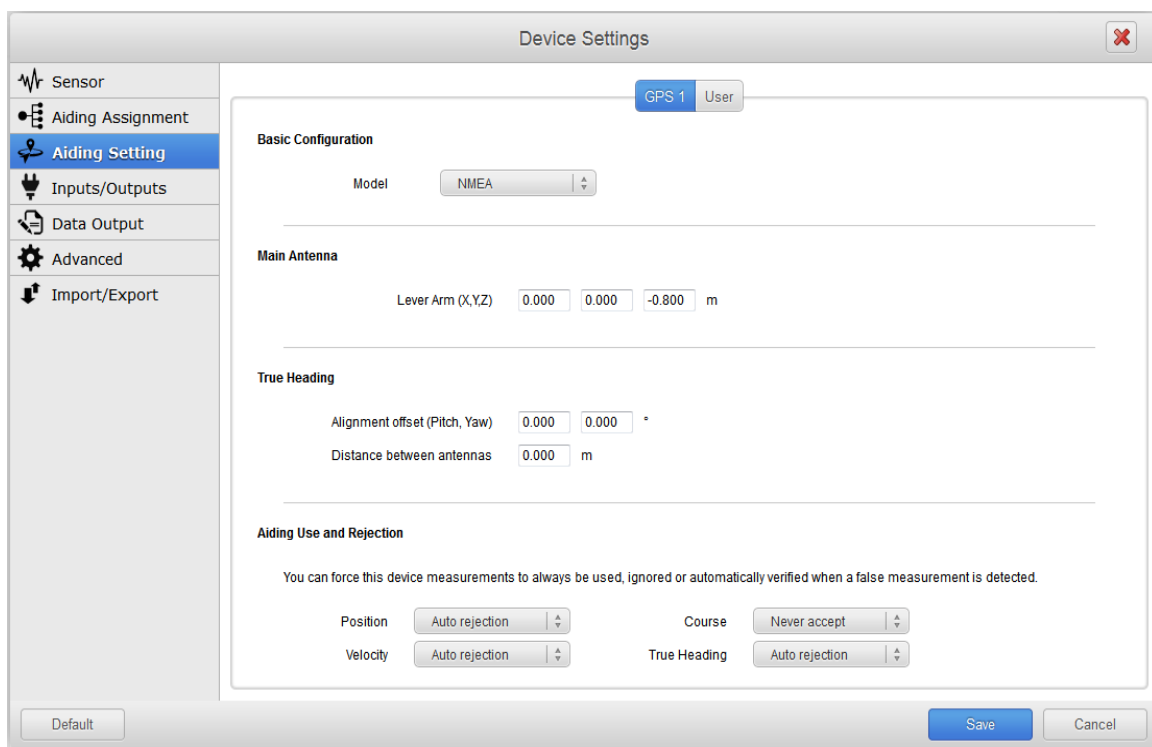 Device Settings
Sensor
Aiding Assignment
Aiding Setting
Inputs/Outputs
Data Output
Advanced
Import/Export
GPS 1 User
Basic Configuration
Model NMEA
Main Antenna
Lever Arm (X,Y,Z) 0.000 0.000 -0.800 m
True Heading
Alignment offset (Pitch, Yaw) 0.000 0.000 °
Distance between antennas 0.000 m
Aiding Use and Rejection
You can force this device measurements to always be used, ignored or automatically verified when a false measurement is detected.
Position Auto rejection Course Never accept
Velocity Auto rejection True Heading Auto rejection
Default Save Cancel